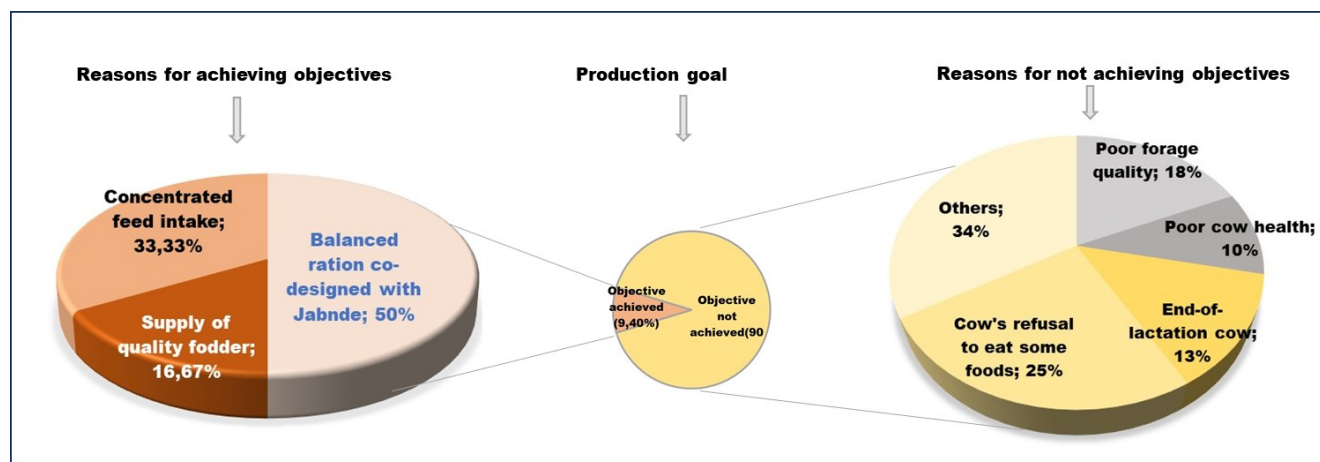 Reasons for achieving objectives
Production goal
Reasons for not achieving objectives
Concentrated
feed intake;
33,33%
Balanced
ration co-
designed with
Jabnde; 50%
Supply of
quality fodder;
16,67%
Objective
achieved
(9,40%)
Objective
not
achieved(90
Poor forage
quality; 18%
Poor cow health;
10%
End-of-
lactation cow;
13%
Cow's refusal
to eat some
foods; 25%
Others;
34%